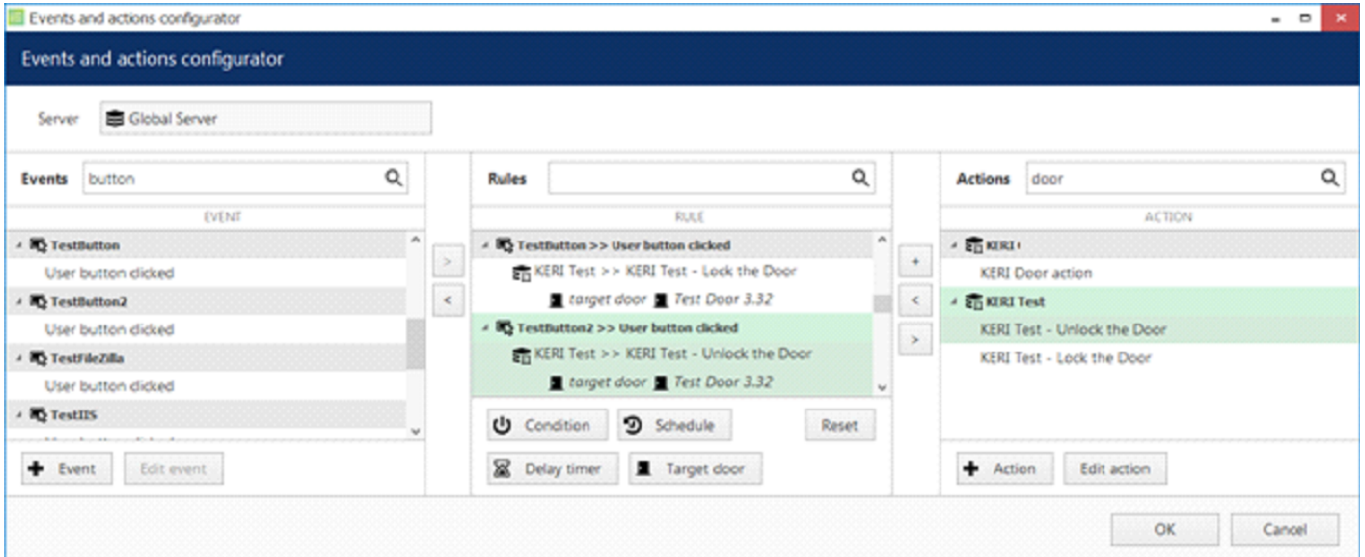 Events and actions configurator
Events and actions configurator
Server Global Server
Events button
EVENT
TestButton
User button clicked
TestButton2
User button clicked
TestFileZilla
User button clicked
TestIIS
+ Event
Edit event
>
<
Rules
RULE
TestButton >> User button clicked
KERI Test >> KERI Test - Lock the Door
target door Test Door 3.32
TestButton2 >> User button clicked
KERI Test >> KERI Test - Unlock the Door
target door Test Door 3.32
Condition
Schedule
Reset
Delay timer
Target door
+
<
>
Actions door
ACTION
KERI
KERI Door action
KERI Test
KERI Test - Unlock the Door
KERI Test - Lock the Door
+ Action
Edit action
OK
Cancel